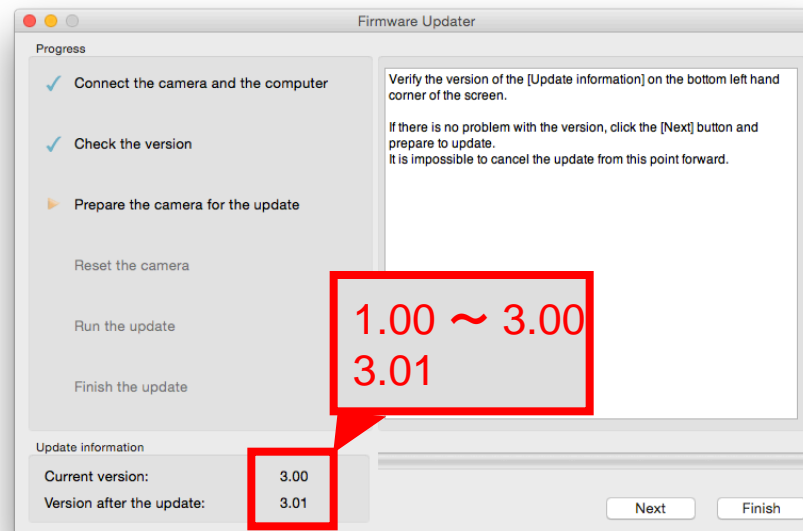 Firmware Updater
Progress
Connect the camera and the computer
Check the version
Prepare the camera for the update
Reset the camera
Run the update
Finish the update
Verify the version of the [Update information] on the bottom left hand
corner of the screen.
If there is no problem with the version, click the [Next] button and
prepare to update.
It is impossible to cancel the update from this point forward.
1.00 ～ 3.00
3.01
Update information
Current version: 3.00
Version after the update: 3.01
Next Finish